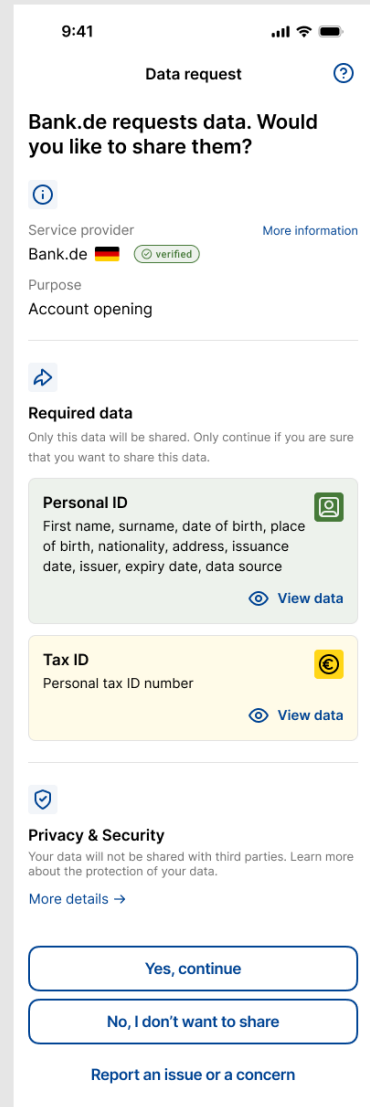 9:41
Data request
Bank.de requests data. Would
you like to share them?
Service provider
More information
Bank.de verified
Purpose
Account opening
Required data
Only this data will be shared. Only continue if you are sure
that you want to share this data.
Personal ID
First name, surname, date of birth, place
of birth, nationality, address, issuance
date, issuer, expiry date, data source
View data
Tax ID
Personal tax ID number
View data
Privacy & Security
Your data will not be shared with third parties. Learn more
about the protection of your data.
More details →
Yes, continue
No, I don’t want to share
Report an issue or a concern